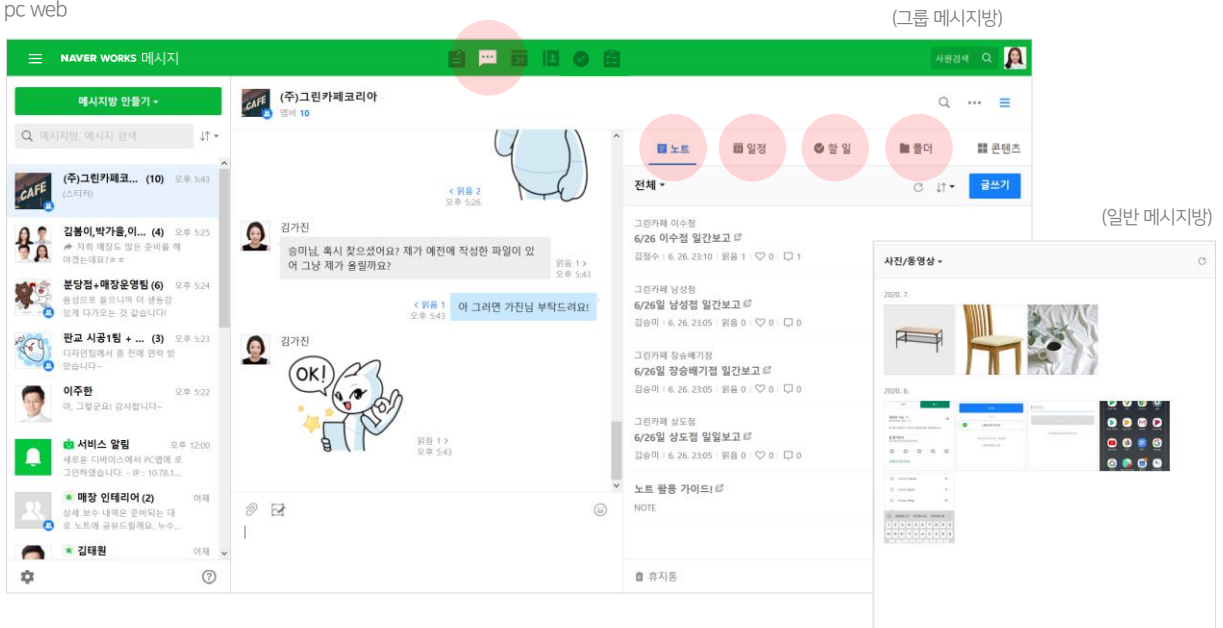 pc web
(그룹 메시지방)
NAVER WORKS 메시지
사원검색
메시지방 만들기
메시지방, 메시지 검색
(주)그린카페코... (10) 오후 5:43
(스티커)
김봄이,박가을,이... (4) 오후 5:25
저희 매장도 많은 준비를 해
야겠는데요?ㅎㅎ
분당점+매장운영팀 (6) 오후 5:24
음성으로 들으니까 더 생동감
있게 다가오는 것 같습니다!
판교 시공1팀 + ... (3) 오후 5:23
디자인팀에서 좀 전에 연락 받
았습니다~
이주한 오후 5:22
아, 그렇군요! 감사합니다~
서비스 알림 오후 12:00
새로운 디바이스에서 PC앱에 로
그인하였습니다. - IP : 10.78.1...
매장 인테리어 (2) 어제
상세 보수 내역은 준비되는 대
로 노트에 공유드릴께요. 누수...
김태원 어제
CAFE
(주)그린카페코리아
멤버 10
< 읽음 2
오후 5:26
김가진
승미님, 혹시 찾으셨어요? 제가 예전에 작성한 파일이 있
어 그냥 제가 올릴까요?
읽음 1 >
오후 5:43
< 읽음 1
오후 5:43
아 그러면 가진님 부탁드려요!
김가진
OK!
읽음 1 >
오후 5:43
노트 일정 할 일 폴더 콘텐츠
전체
글쓰기
그린카페 이수점
6/26 이수점 일간보고
김정수 6. 26. 23:10 읽음 1 0 1
그린카페 남성점
6/26일 남성점 일간보고
김승미 6. 26. 23:05 읽음 0 0 0
그린카페 장승배기점
6/26일 장승배기점 일간보고
김승미 6. 26. 23:05 읽음 0 0 0
그린카페 상도점
6/26일 상도점 일일보고
김승미 6. 26. 23:05 읽음 0 0 0
노트 활용 가이드!
NOTE
휴지통
(일반 메시지방)
사진/동영상
2020. 7.
2020. 6.